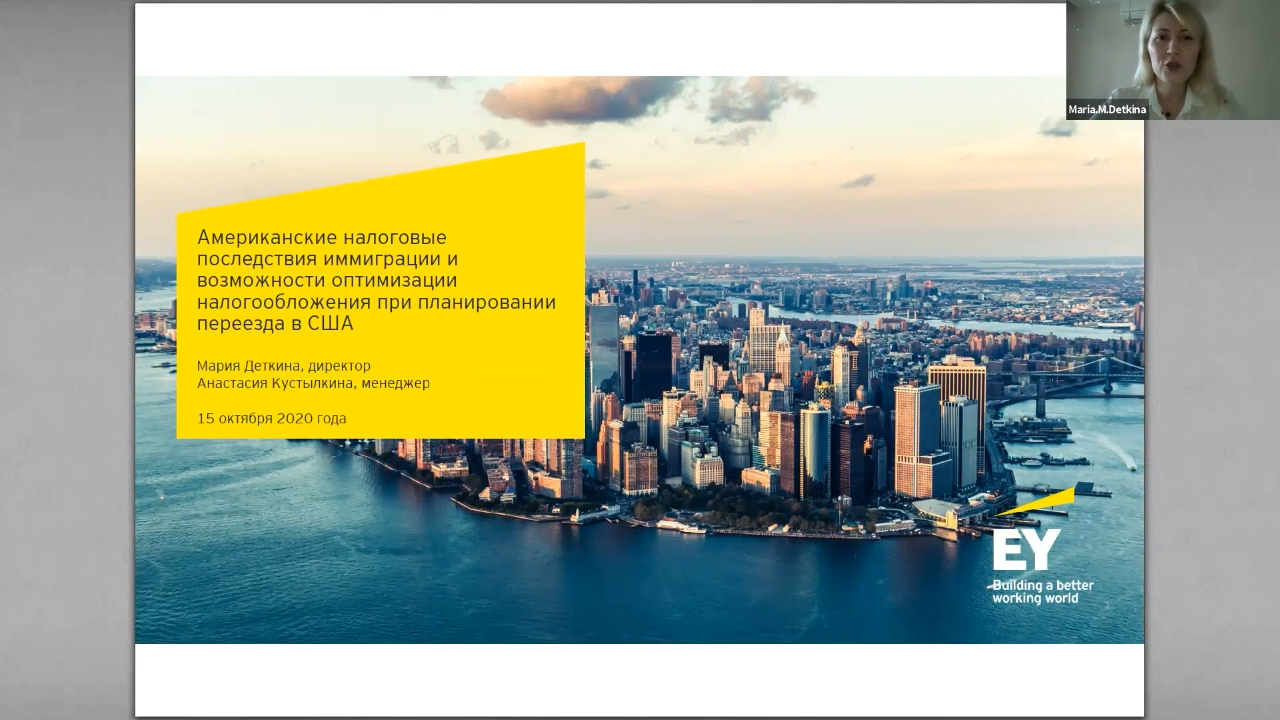 Maria.M.Detkina
Американские налоговые
последствия иммиграции и
возможности оптимизации
налогообложения при планировании
переезда в США
Мария Деткина, директор
Анастасия Кустылкина, менеджер
15 октября 2020 года
EY
Building a better
working world